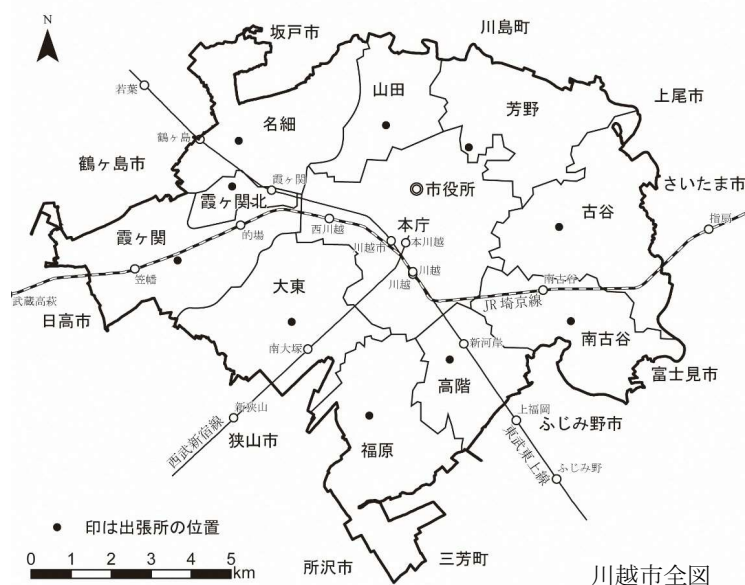 N
坂戸市
川島町
若葉
山田
芳野
上尾市
名細
鶴ヶ島
鶴ヶ島市
霞ヶ関
市役所
さいたま市
霞ヶ関北
古谷
指扇
霞ヶ関
的場
西川越
本庁
川越市
本川越
笠幡
川越
川越
南古谷
武蔵高萩
大東
JR埼京線
日高市
南古谷
南大塚
新河岸
高階
富士見市
新狭山
上福岡
ふじみ野市
西武新宿線
狭山市
福原
東武東上線
ふじみ野
● 印は出張所の位置
0 1 2 3 4 5
km
所沢市
三芳町
川越市全図